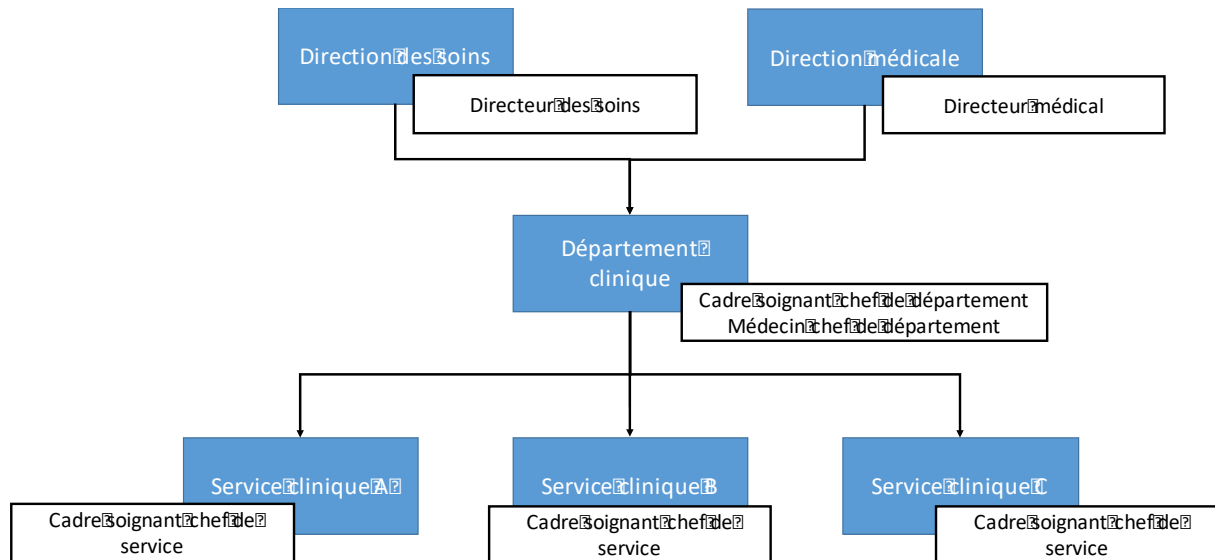 Direction des soins
Direction médicale
Directeur des soins
Directeur médical
Département
clinique
Cadre soignant chef de département
Médecin chef de département
Service clinique A
Service clinique B
Service clinique C
Cadre soignant chef de
service
Cadre soignant chef de
service
Cadre soignant chef de
service